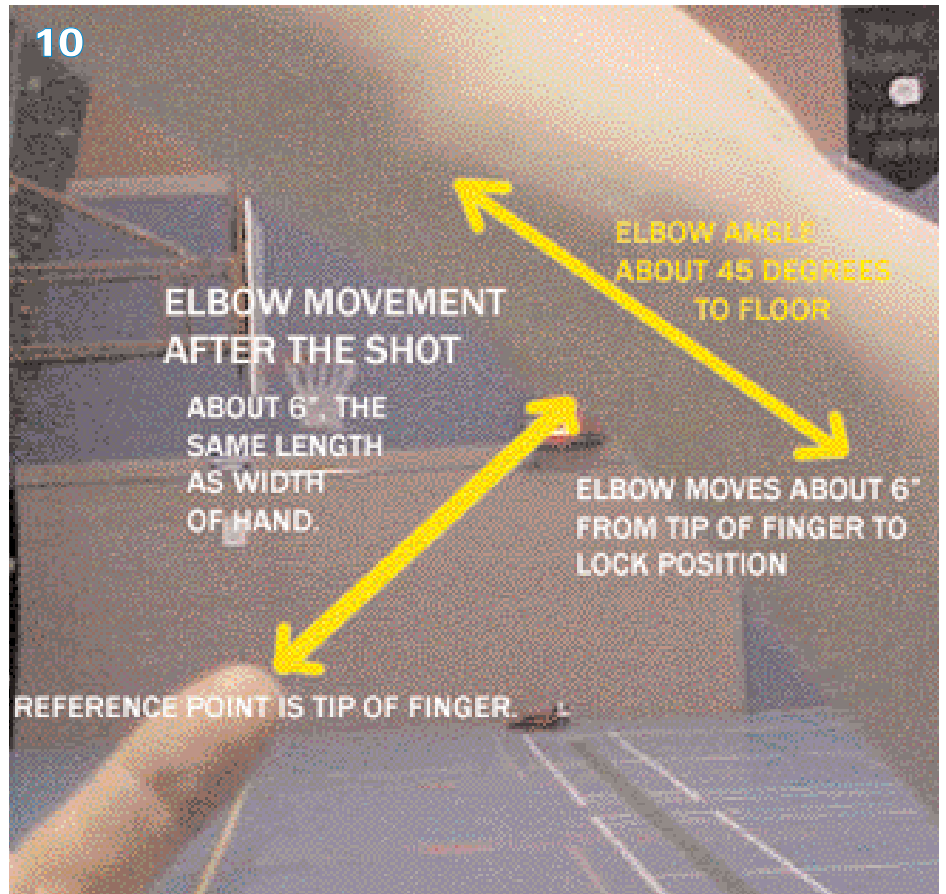 10
ELBOW ANGLE
ABOUT 45 DEGREES
TO FLOOR
ELBOW MOVEMENT
AFTER THE SHOT
ABOUT 6", THE
SAME LENGTH
AS WIDTH
OF HAND.
ELBOW MOVES ABOUT 6"
FROM TIP OF FINGER TO
LOCK POSITION
REFERENCE POINT IS TIP OF FINGER.